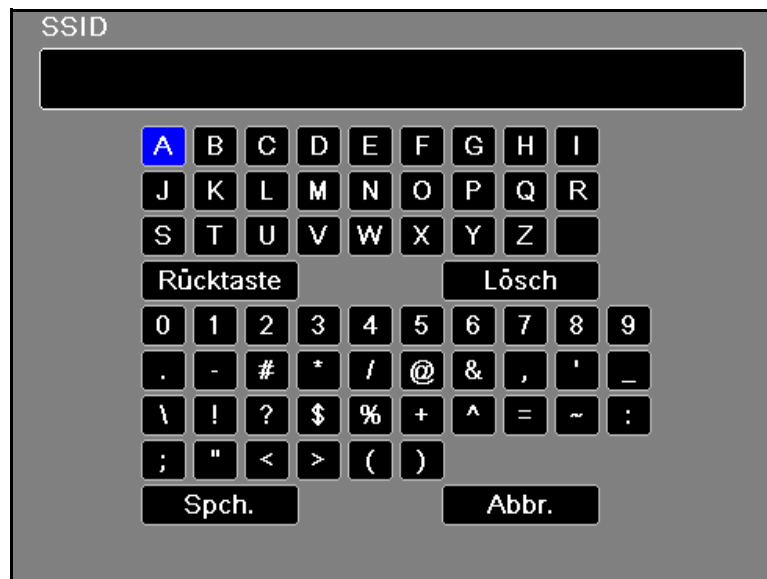 SSID
A B C D E F G H I
J K L M N O P Q R
S T U V W X Y Z
Rücktaste Lösch
0 1 2 3 4 5 6 7 8 9
. - # * / @ & , ' _
\ ! ? $ % + ^ = ~ :
; " < > ( )
Spch. Abbr.